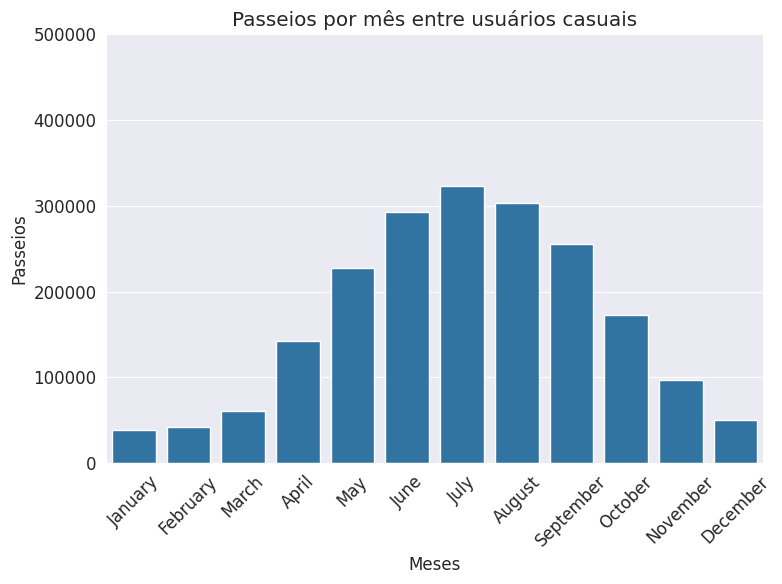 Passeios por mês entre usuários casuais
500000
400000
300000
200000
100000
0
Passeios
January
February
March
April
May
June
July
August
September
October
November
December
Meses